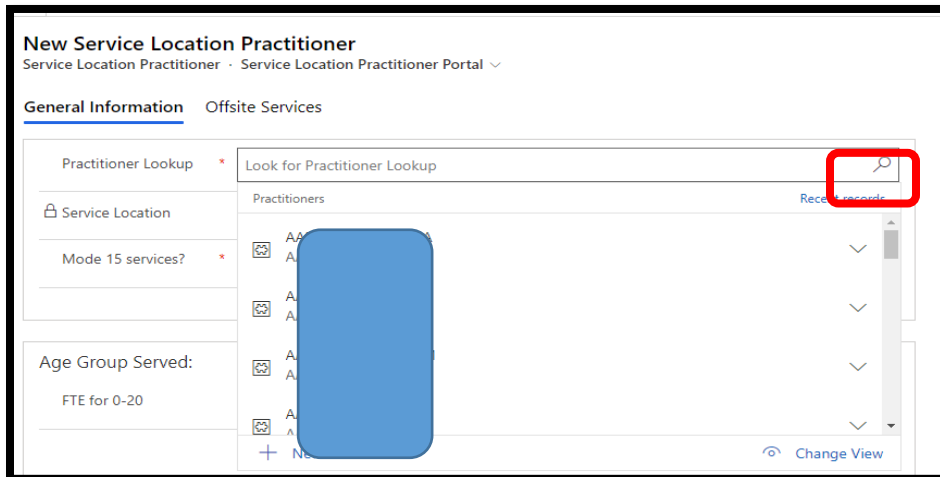 New Service Location Practitioner
Service Location Practitioner · Service Location Practitioner Portal
General Information Offsite Services
Practitioner Lookup * Look for Practitioner Lookup
Practitioners Recent records
Service Location
Mode 15 services? *
Age Group Served:
FTE for 0-20
Change View